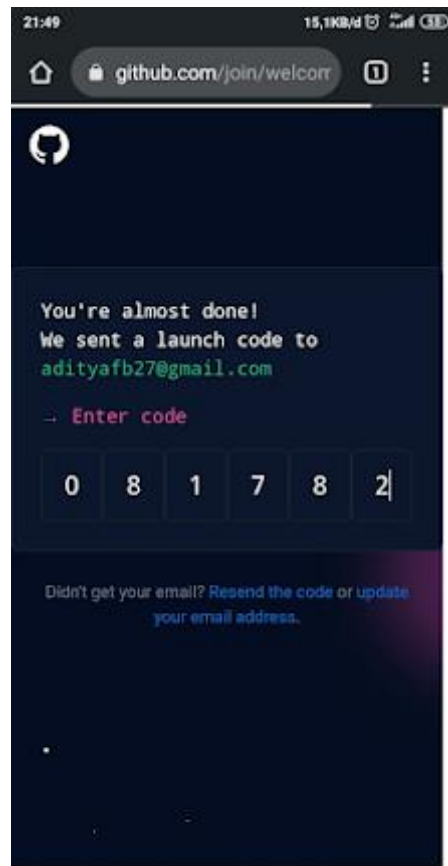 21:49 15,1KB/d
github.com/join/welcom 1
You're almost done!
We sent a launch code to
adityafb27@gmail.com
→ Enter code
0 8 1 7 8 2
Didn't get your email? Resend the code or update
your email address.